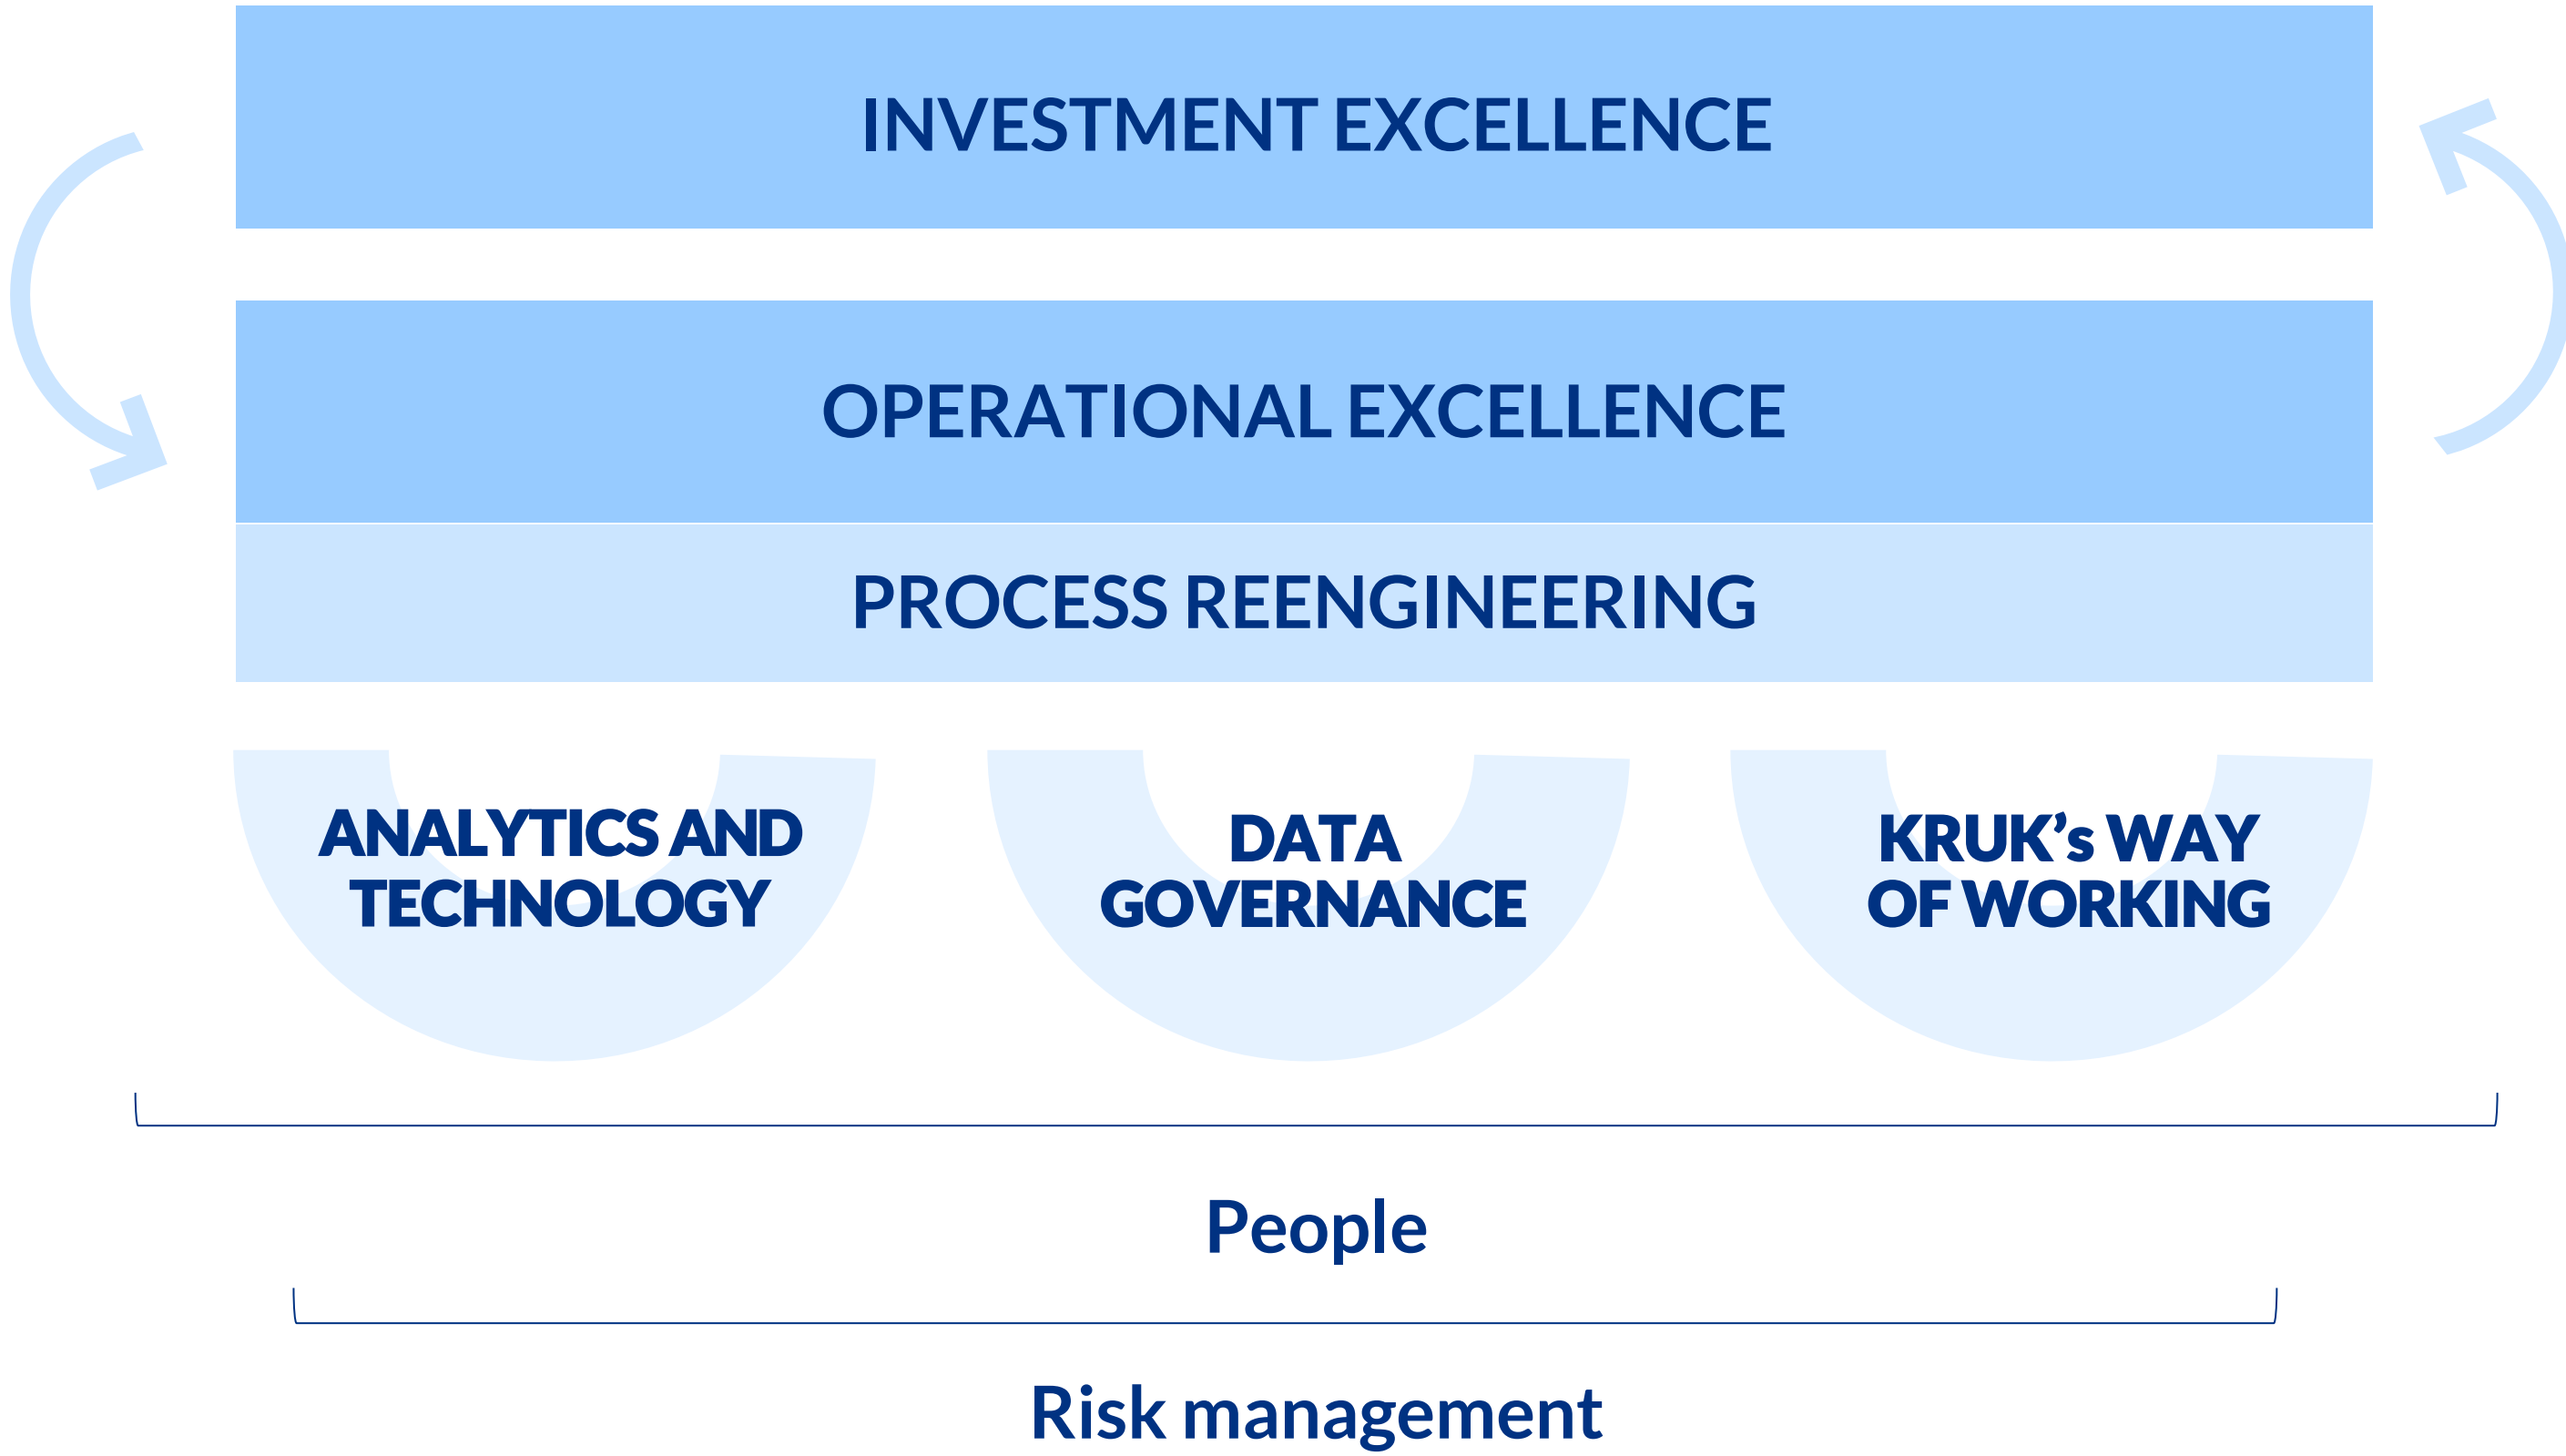 INVESTMENT EXCELLENCE
OPERATIONAL EXCELLENCE
PROCESS REENGINEERING
ANALYTICS AND
TECHNOLOGY
DATA
GOVERNANCE
KRUK’s WAY
OF WORKING
People
Risk management